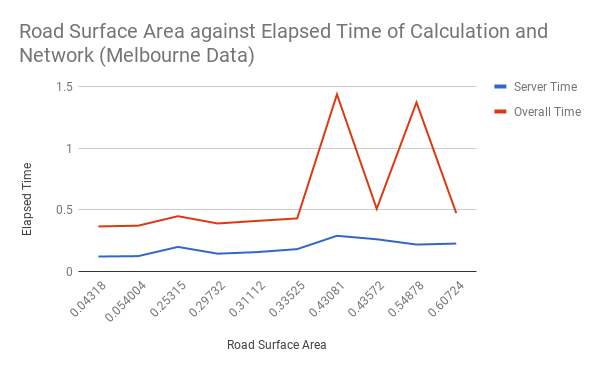 Road Surface Area against Elapsed Time of Calculation and
Network (Melbourne Data)
Server Time
Overall Time
Elapsed Time
1.5
1
0.5
0
0.04318
0.054004
0.25315
0.29732
0.31112
0.33525
0.43081
0.43572
0.54878
0.60724
Road Surface Area